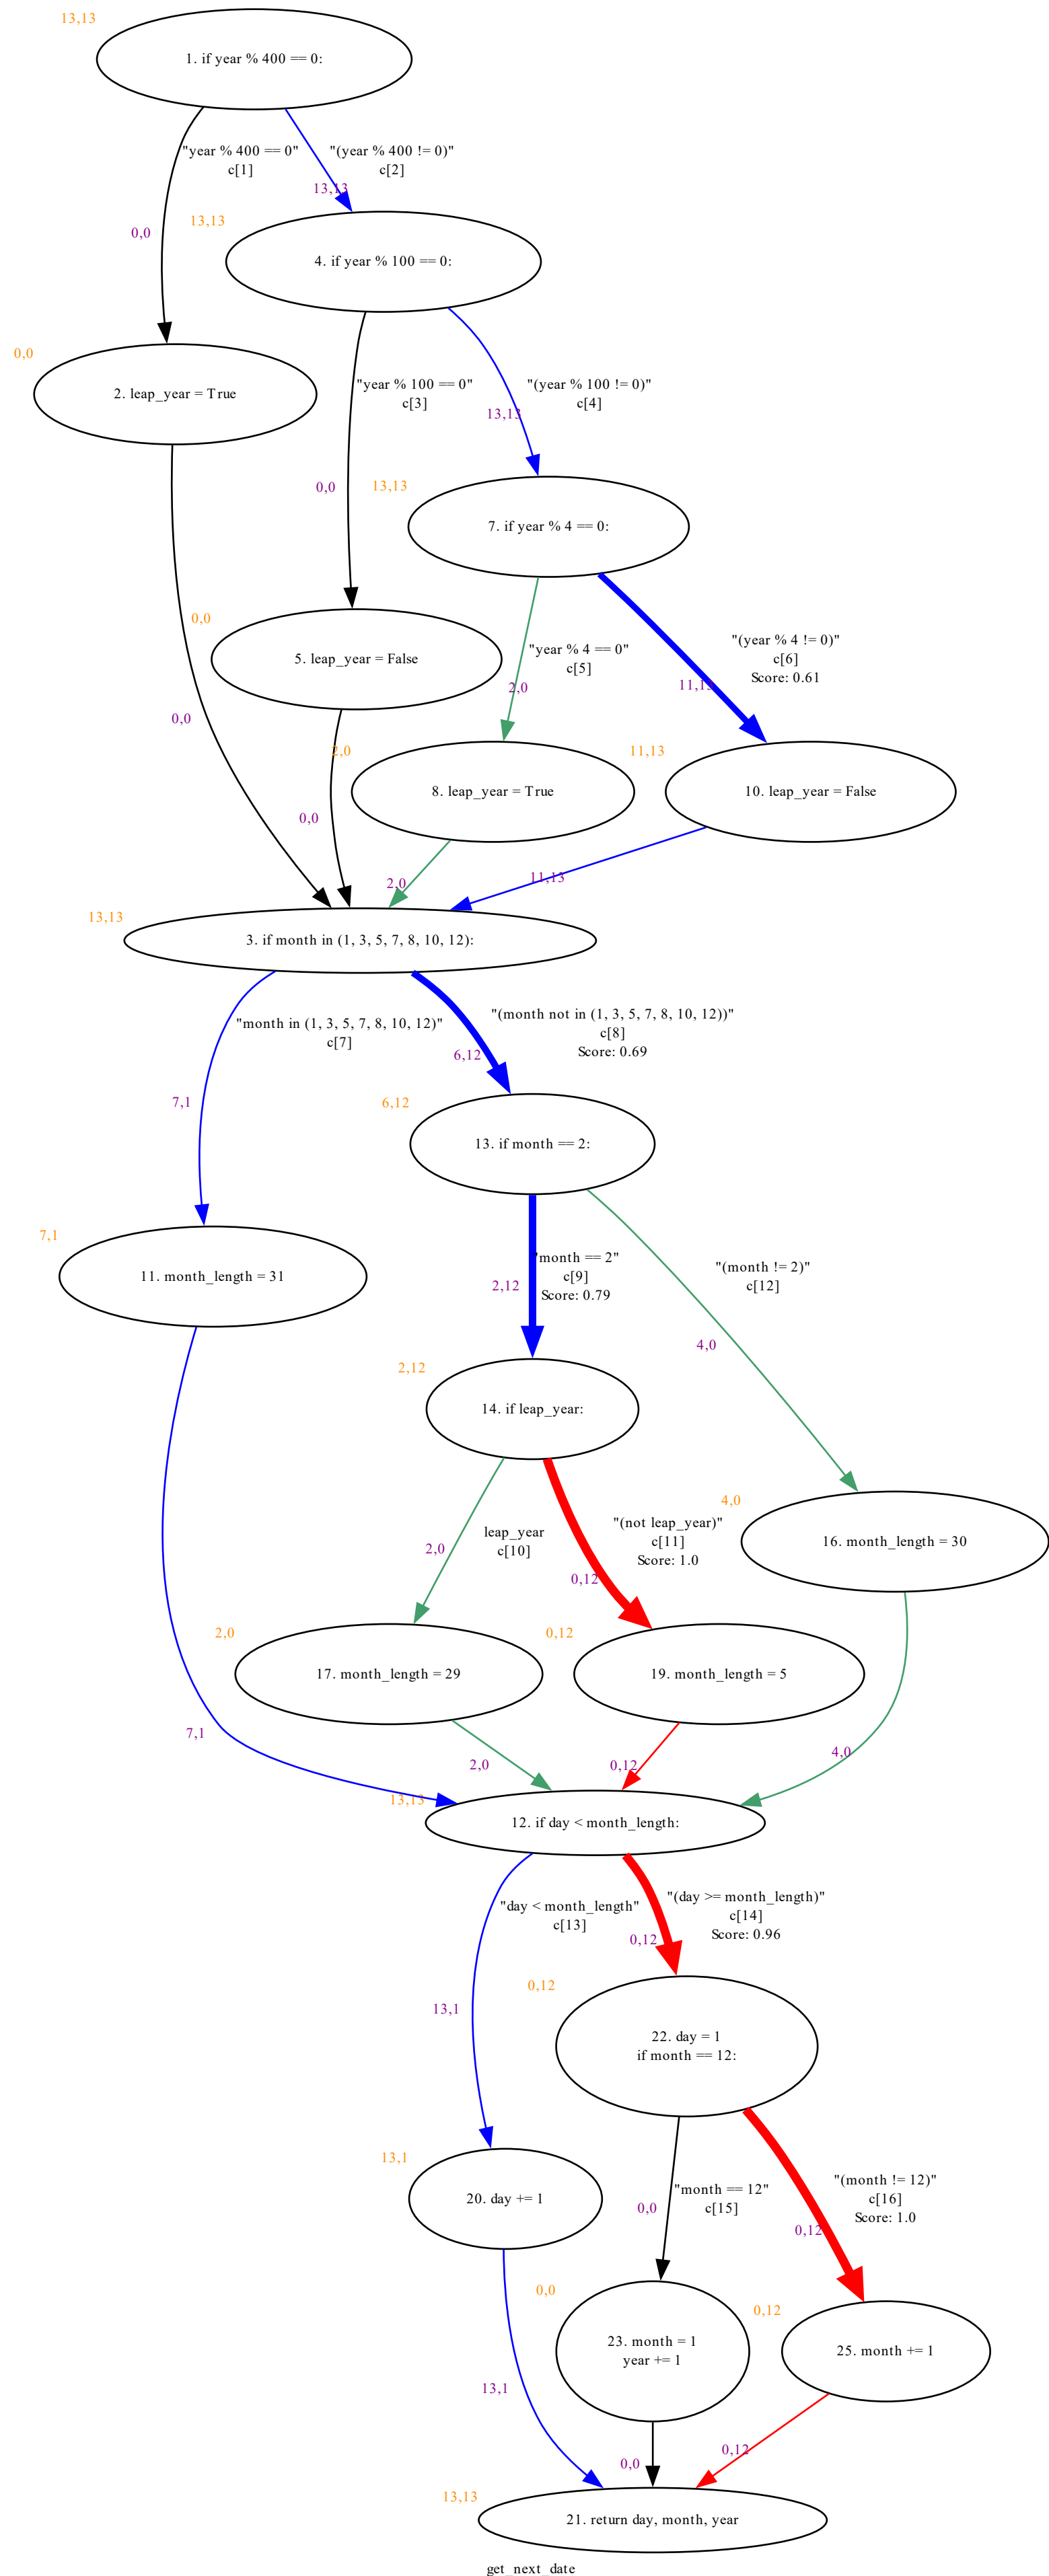 13,13
1. if year % 400 == 0:
"year % 400 == 0"
c[1]
"(year % 400 != 0)"
c[2]
13,13
13,13
0,0
4. if year % 100 == 0:
0,0
2. leap_year = True
"year % 100 == 0"
c[3]
"(year % 100 != 0)"
c[4]
13,13
0,0
13,13
7. if year % 4 == 0:
0,0
5. leap_year = False
"year % 4 == 0"
c[5]
2,0
"(year % 4 != 0)"
c[6]
Score: 0.61
11,13
0,0
2,0
8. leap_year = True
11,13
10. leap_year = False
0,0
2,0
11,13
13,13
3. if month in (1, 3, 5, 7, 8, 10, 12):
"month in (1, 3, 5, 7, 8, 10, 12)"
c[7]
"(month not in (1, 3, 5, 7, 8, 10, 12))"
c[8]
Score: 0.69
6,12
7,1
6,12
13. if month == 2:
7,1
11. month_length = 31
"month == 2"
c[9]
Score: 0.79
2,12
"(month != 2)"
c[12]
4,0
2,12
14. if leap_year:
leap_year
c[10]
2,0
"(not leap_year)"
c[11]
Score: 1.0
0,12
4,0
16. month_length = 30
2,0
17. month_length = 29
0,12
19. month_length = 5
7,1
2,0
0,12
4,0
13,13
12. if day < month_length:
"day < month_length"
c[13]
"(day >= month_length)"
c[14]
Score: 0.96
0,12
13,1
0,12
22. day = 1
if month == 12:
13,1
20. day += 1
"month == 12"
c[15]
0,0
"(month != 12)"
c[16]
Score: 1.0
0,12
0,0
23. month = 1
year += 1
0,12
25. month += 1
13,1
0,0
0,12
13,13
21. return day, month, year
get_next_date